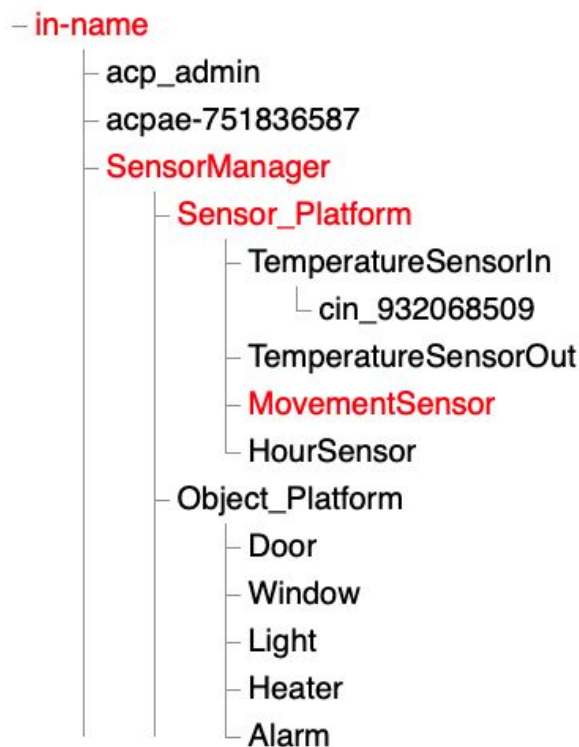 in-name
acp_admin
acpae-751836587
SensorManager
Sensor_Platform
TemperatureSensorIn
cin_932068509
TemperatureSensorOut
MovementSensor
HourSensor
Object_Platform
Door
Window
Light
Heater
Alarm